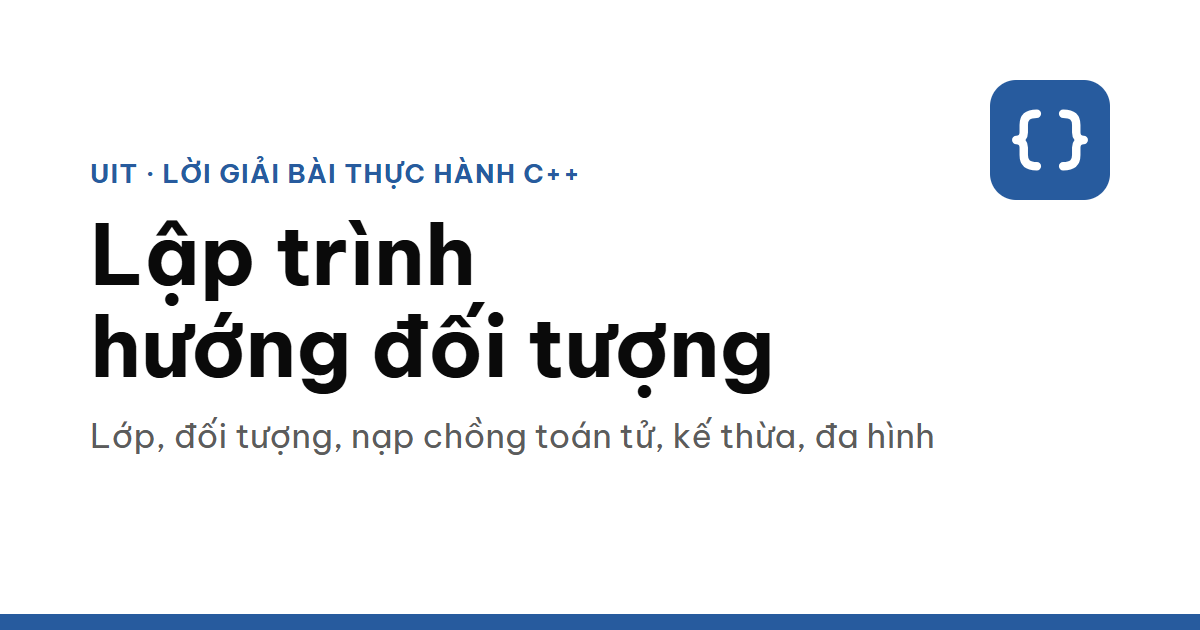 UIT · LỜI GIẢI BÀI THỰC HÀNH C++
{ }
Lập trình
hướng đối tượng
Lớp, đối tượng, nạp chồng toán tử, kế thừa, đa hình